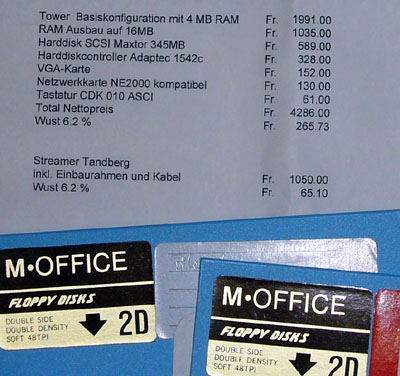 Tower Basiskonfiguration mit 4 MB RAM Fr. 1991.00
RAM Ausbau auf 16MB Fr. 1035.00
Harddisk SCSI Maxtor 345MB Fr. 589.00
Harddiskcontroller Adaptec 1542c Fr. 328.00
VGA-Karte Fr. 152.00
Netzwerkkarte NE2000 kompatibel Fr. 130.00
Tastatur CDK 010 ASCI Fr. 61.00
Total Nettopreis Fr. 4286.00
Wust 6.2 % Fr. 265.73
Streamer Tandberg
inkl. Einbaurahmen und Kabel Fr. 1050.00
Wust 6.2 % Fr. 65.10
M•OFFICE
FLOPPY DISKS
DOUBLE SIDE
DOUBLE DENSITY
SOFT 48TPI
2D
M•OFFICE
FLOPPY DISKS
DOUBLE SIDE
DOUBLE DENSITY
SOFT 48TPI
2D